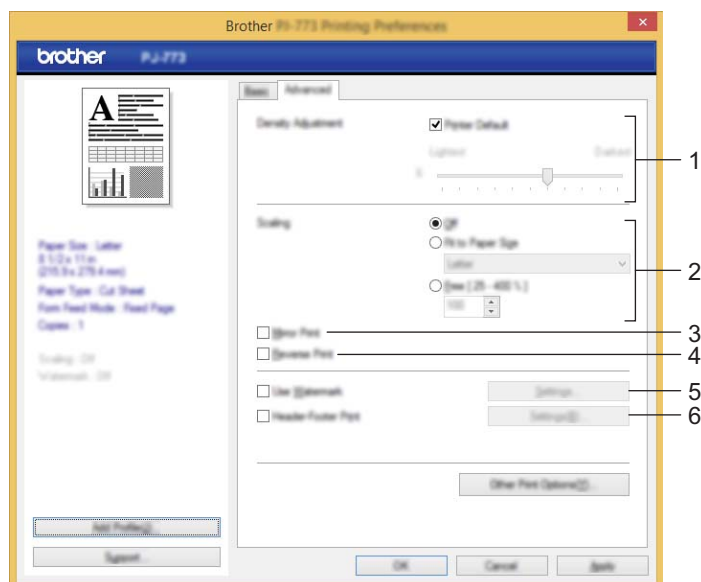 Brother PJ-773 Printing Preferences
brother PJ-773
Basic Advanced
A
Paper Size : Letter
8 1/2 x 11 in
(215.9 x 279.4 mm)
Paper Type : Cut Sheet
Form Feed Mode : Feed Page
Copies : 1
Scaling : Off
Watermark : Off
Add Profile
Support...
Density Adjustment
Printer Default
Lightest Darkest
0
1
Scaling
Off
Fit to Paper Size
Letter
Free [ 25 - 400 % ]
100
2
Mirror Print
3
Reverse Print
4
Use Watermark
Settings...
5
Header-Footer Print
Settings
6
Other Print Options
OK Cancel Apply